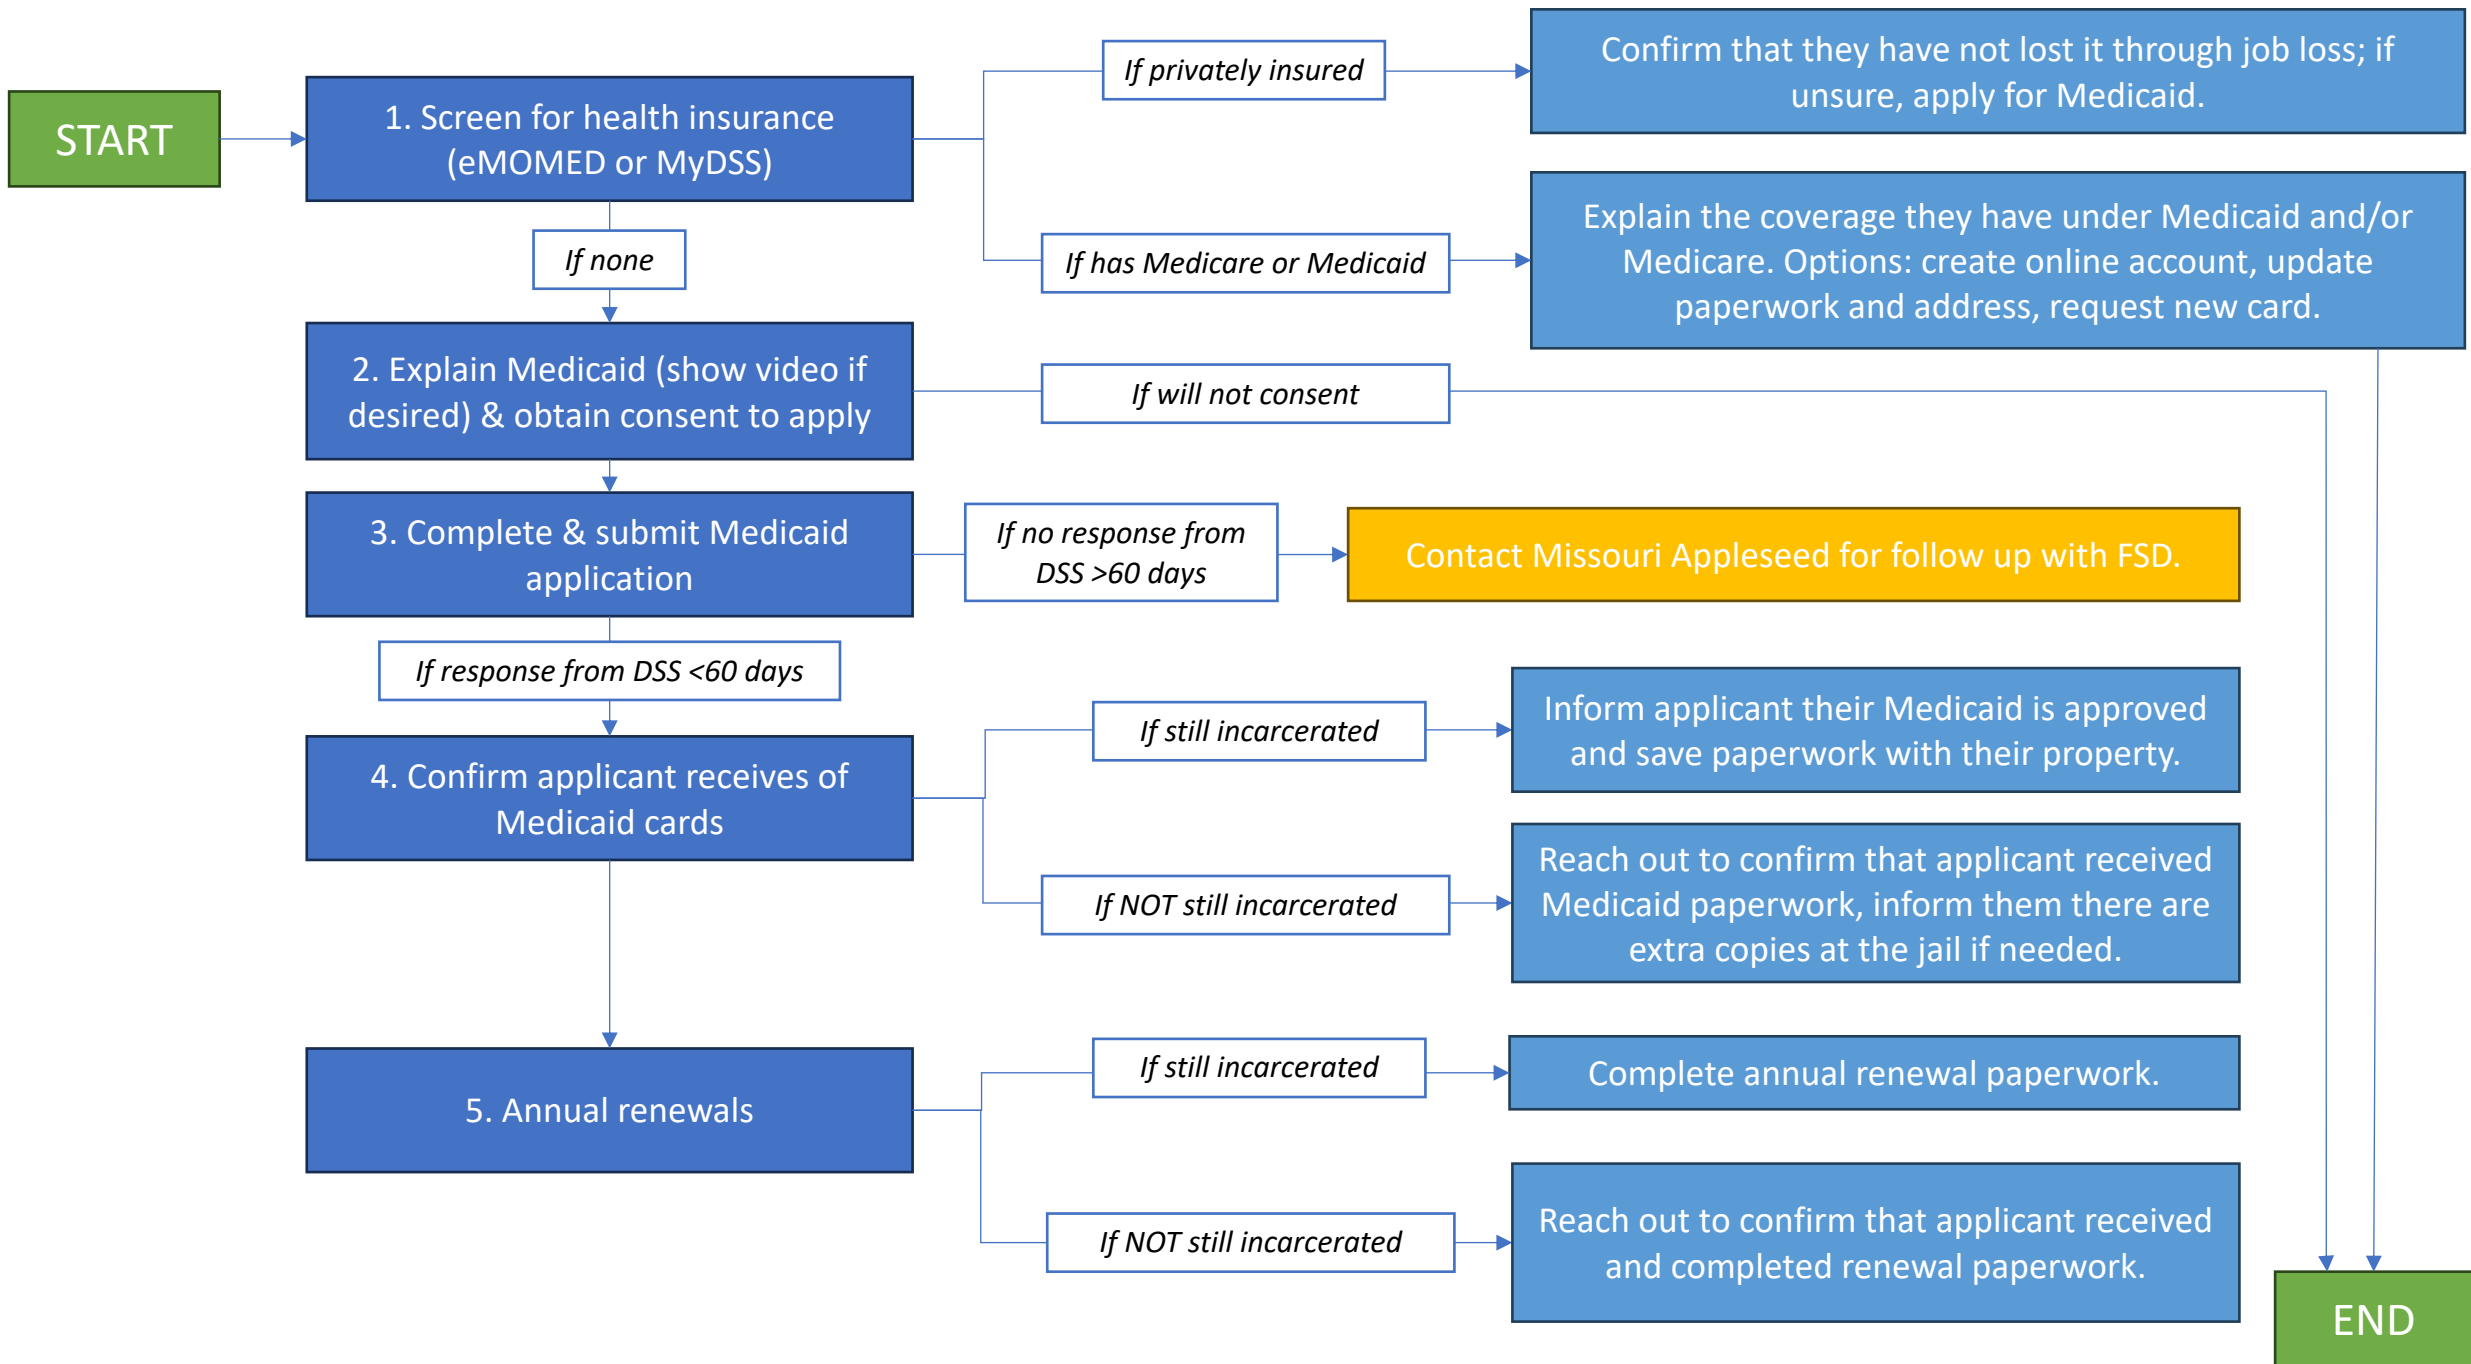 START
1. Screen for health insurance
(eMOMED or MyDSS)
If privately insured
Confirm that they have not lost it through job loss; if
unsure, apply for Medicaid.
If none
If has Medicare or Medicaid
Explain the coverage they have under Medicaid and/or
Medicare. Options: create online account, update
paperwork and address, request new card.
2. Explain Medicaid (show video if
desired) & obtain consent to apply
If will not consent
3. Complete & submit Medicaid
application
If no response from
DSS >60 days
Contact Missouri Appleseed for follow up with FSD.
If response from DSS <60 days
4. Confirm applicant receives of
Medicaid cards
If still incarcerated
Inform applicant their Medicaid is approved
and save paperwork with their property.
If NOT still incarcerated
Reach out to confirm that applicant received
Medicaid paperwork, inform them there are
extra copies at the jail if needed.
5. Annual renewals
If still incarcerated
Complete annual renewal paperwork.
If NOT still incarcerated
Reach out to confirm that applicant received
and completed renewal paperwork.
END